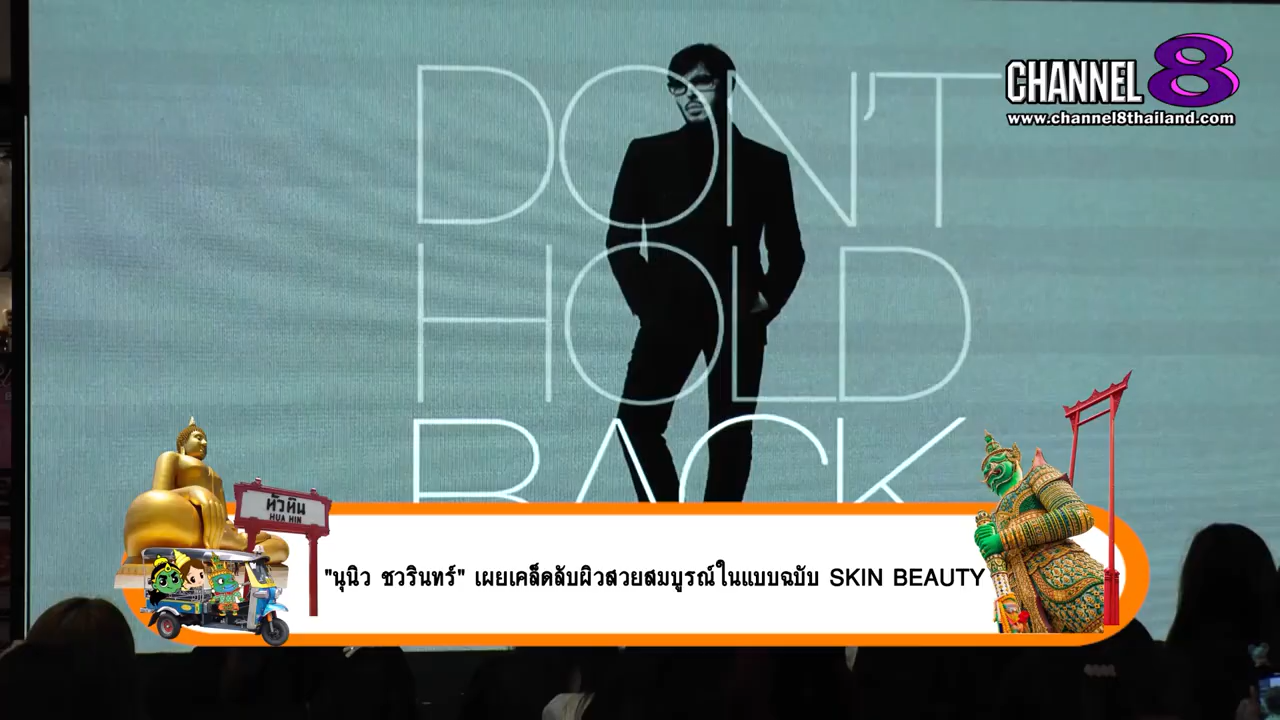 DON'T
HOLD
BACK
CHANNEL 8
www.channel8thailand.com
หัวหิน
HUA HIN
"นุนิว ชวรินทร์" เผยเคล็ดลับผิวสวยสมบูรณ์ในแบบฉบับ SKIN BEAUTY